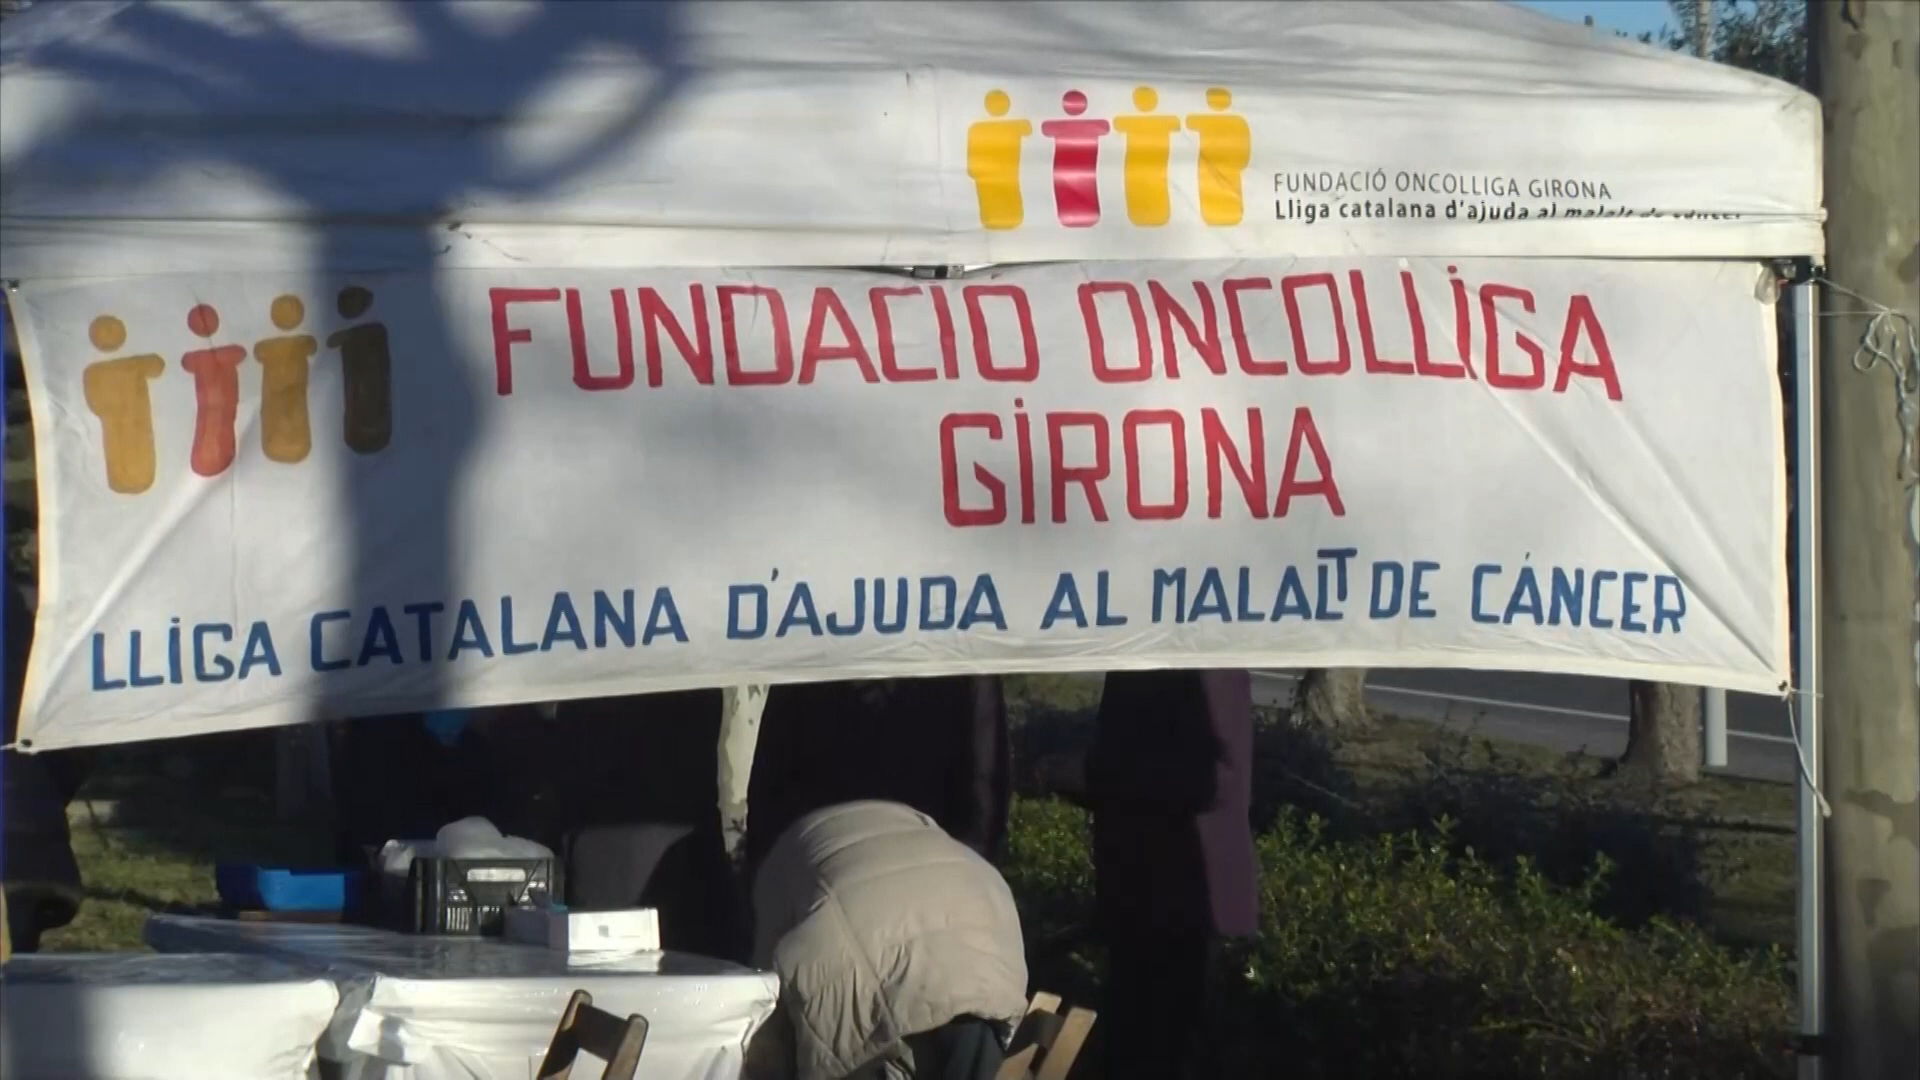 FUNDACIÓ ONCOLLIGA GIRONA
Lliga catalana d'ajuda al malalt de càncer
FUNDACIÓ ONCOLLIGA
GIRONA
LLIGA CATALANA D'AJUDA AL MALALT DE CÁNCER